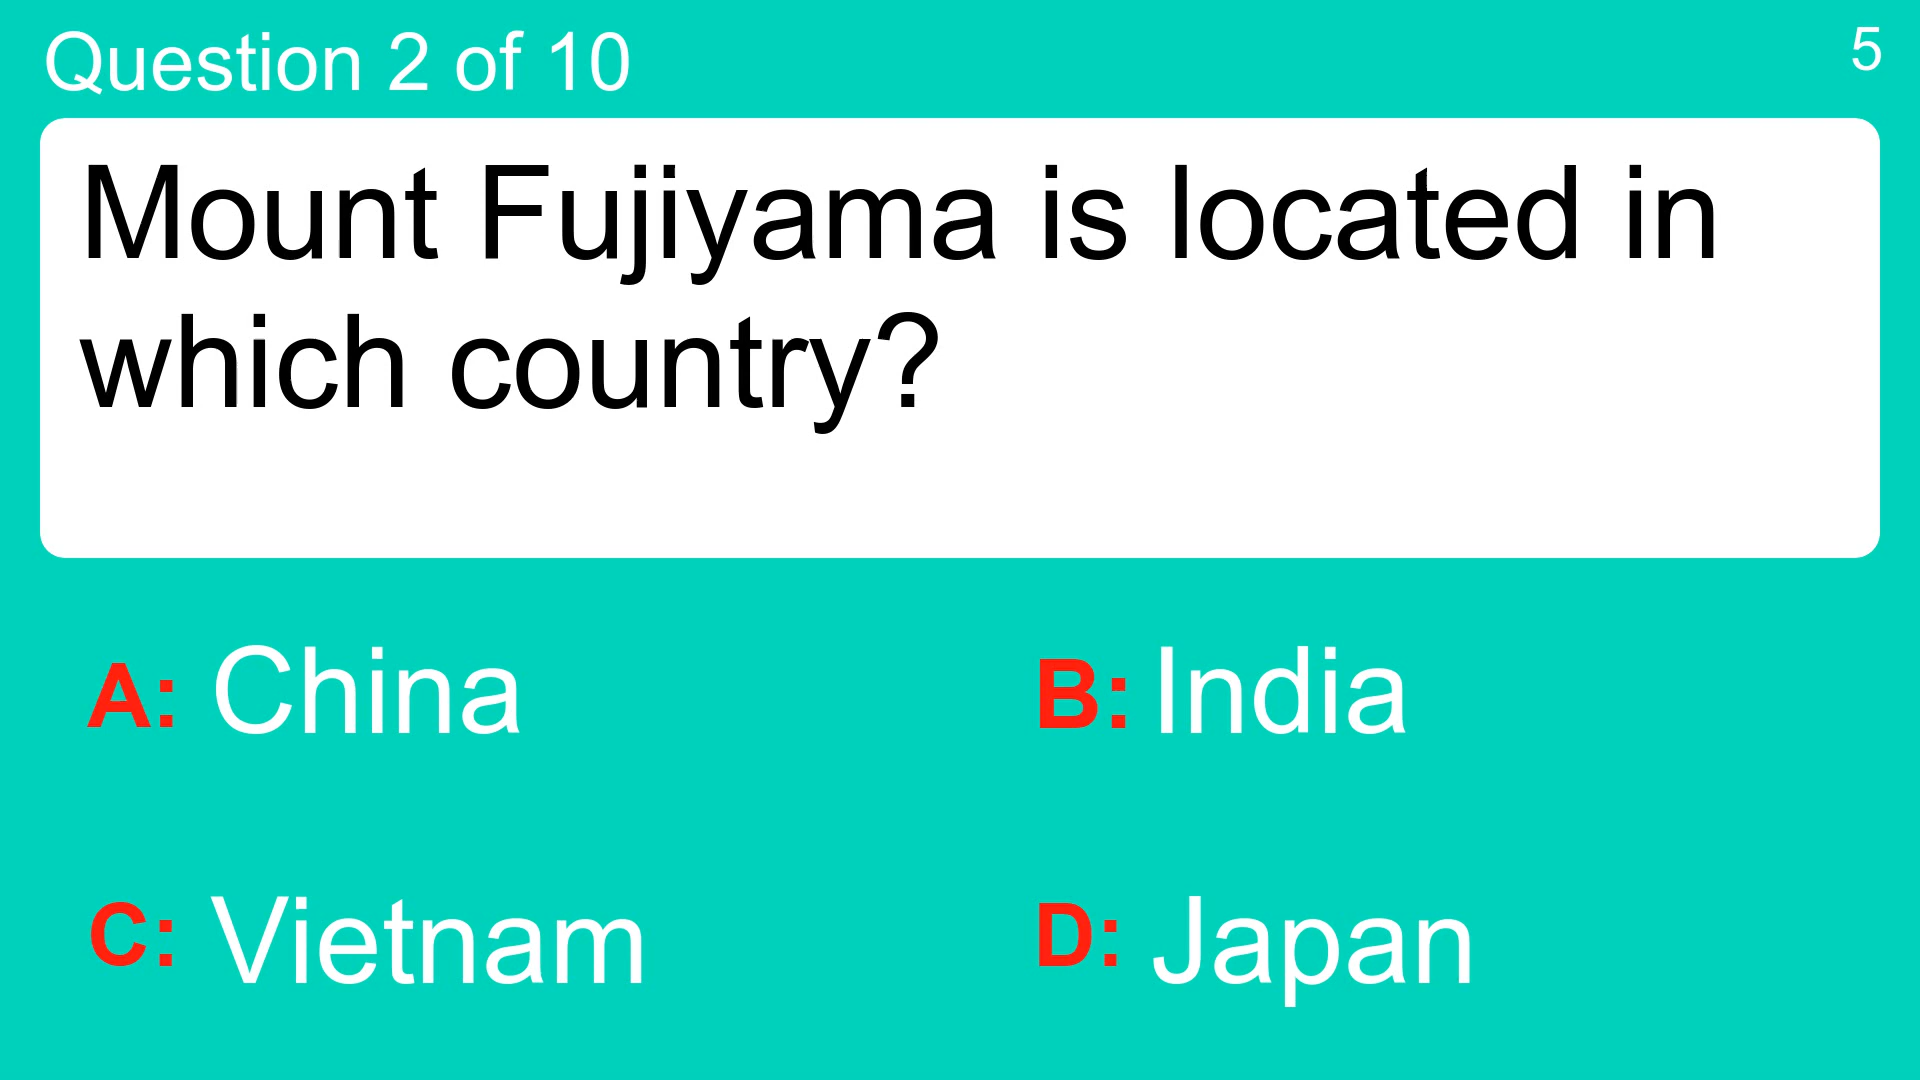 Question 2 of 10
5
Mount Fujiyama is located in
which country?
A: China
B: India
C: Vietnam
D: Japan